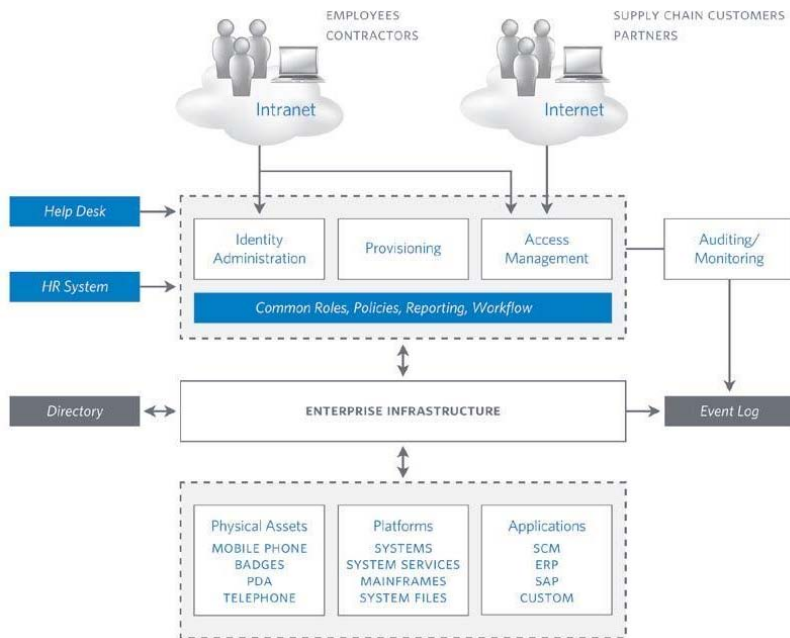 EMPLOYEES
CONTRACTORS
SUPPLY CHAIN CUSTOMERS
PARTNERS
Intranet
Internet
Help Desk
HR System
Identity
Administration
Provisioning
Access
Management
Auditing/
Monitoring
Common Roles, Policies, Reporting, Workflow
Directory
ENTERPRISE INFRASTRUCTURE
Event Log
Physical Assets
MOBILE PHONE
BADGES
PDA
TELEPHONE
Platforms
SYSTEMS
SYSTEM SERVICES
MAINFRAMES
SYSTEM FILES
Applications
SCM
ERP
SAP
CUSTOM